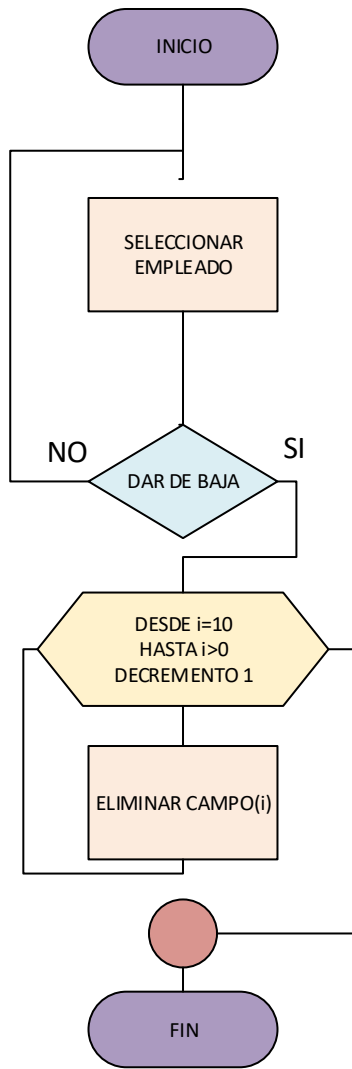 INICIO
SELECCIONAR
EMPLEADO
NO
SI
DAR DE BAJA
DESDE i=10
HASTA i>0
DECREMENTO 1
ELIMINAR CAMPO(i)
FIN